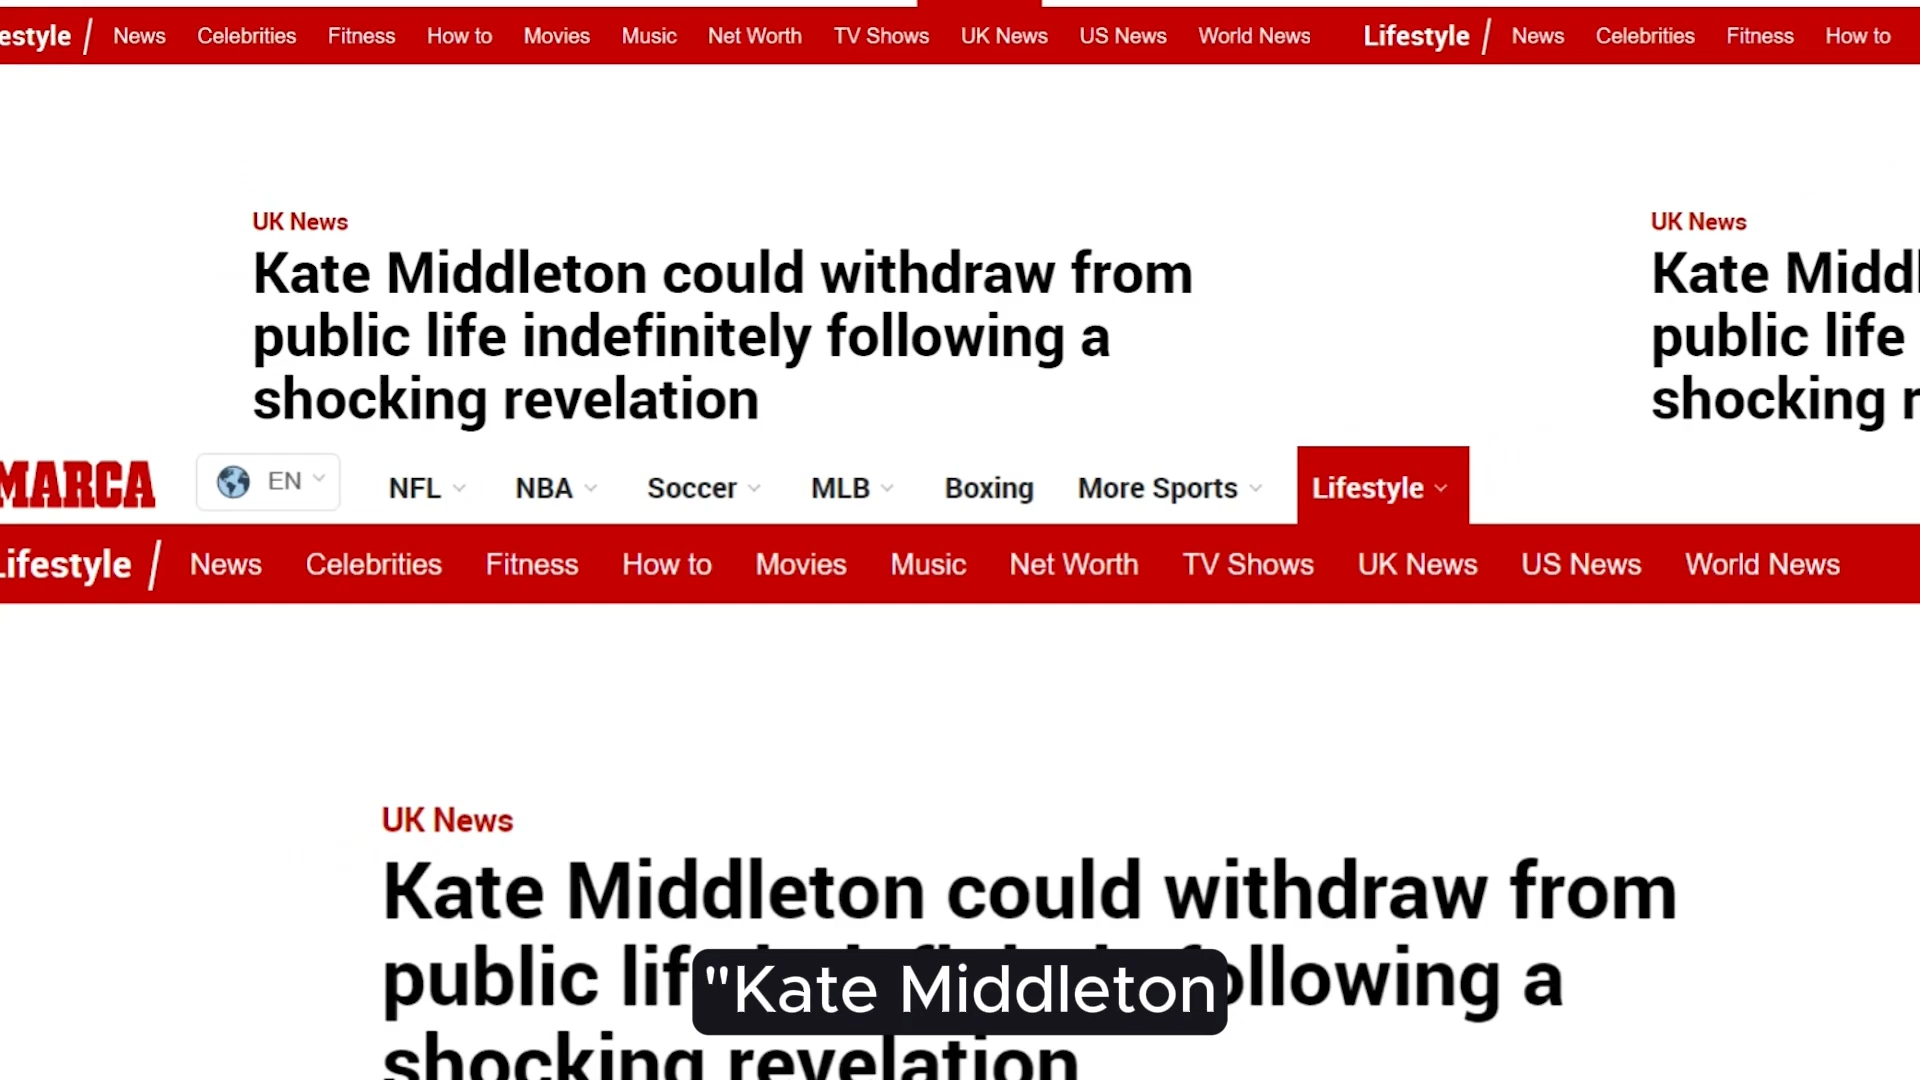 estyle / News Celebrities Fitness How to Movies Music Net Worth TV Shows UK News US News World News Lifestyle / News Celebrities Fitness How to
UK News
Kate Middleton could withdraw from
public life indefinitely following a
shocking revelation
UK News
Kate Middl
public life
shocking r
MARCA EN NFL NBA Soccer MLB Boxing More Sports Lifestyle
Lifestyle / News Celebrities Fitness How to Movies Music Net Worth TV Shows UK News US News World News
UK News
Kate Middleton could withdraw from
public lif ollowing a
shocking revelation
"Kate Middleton